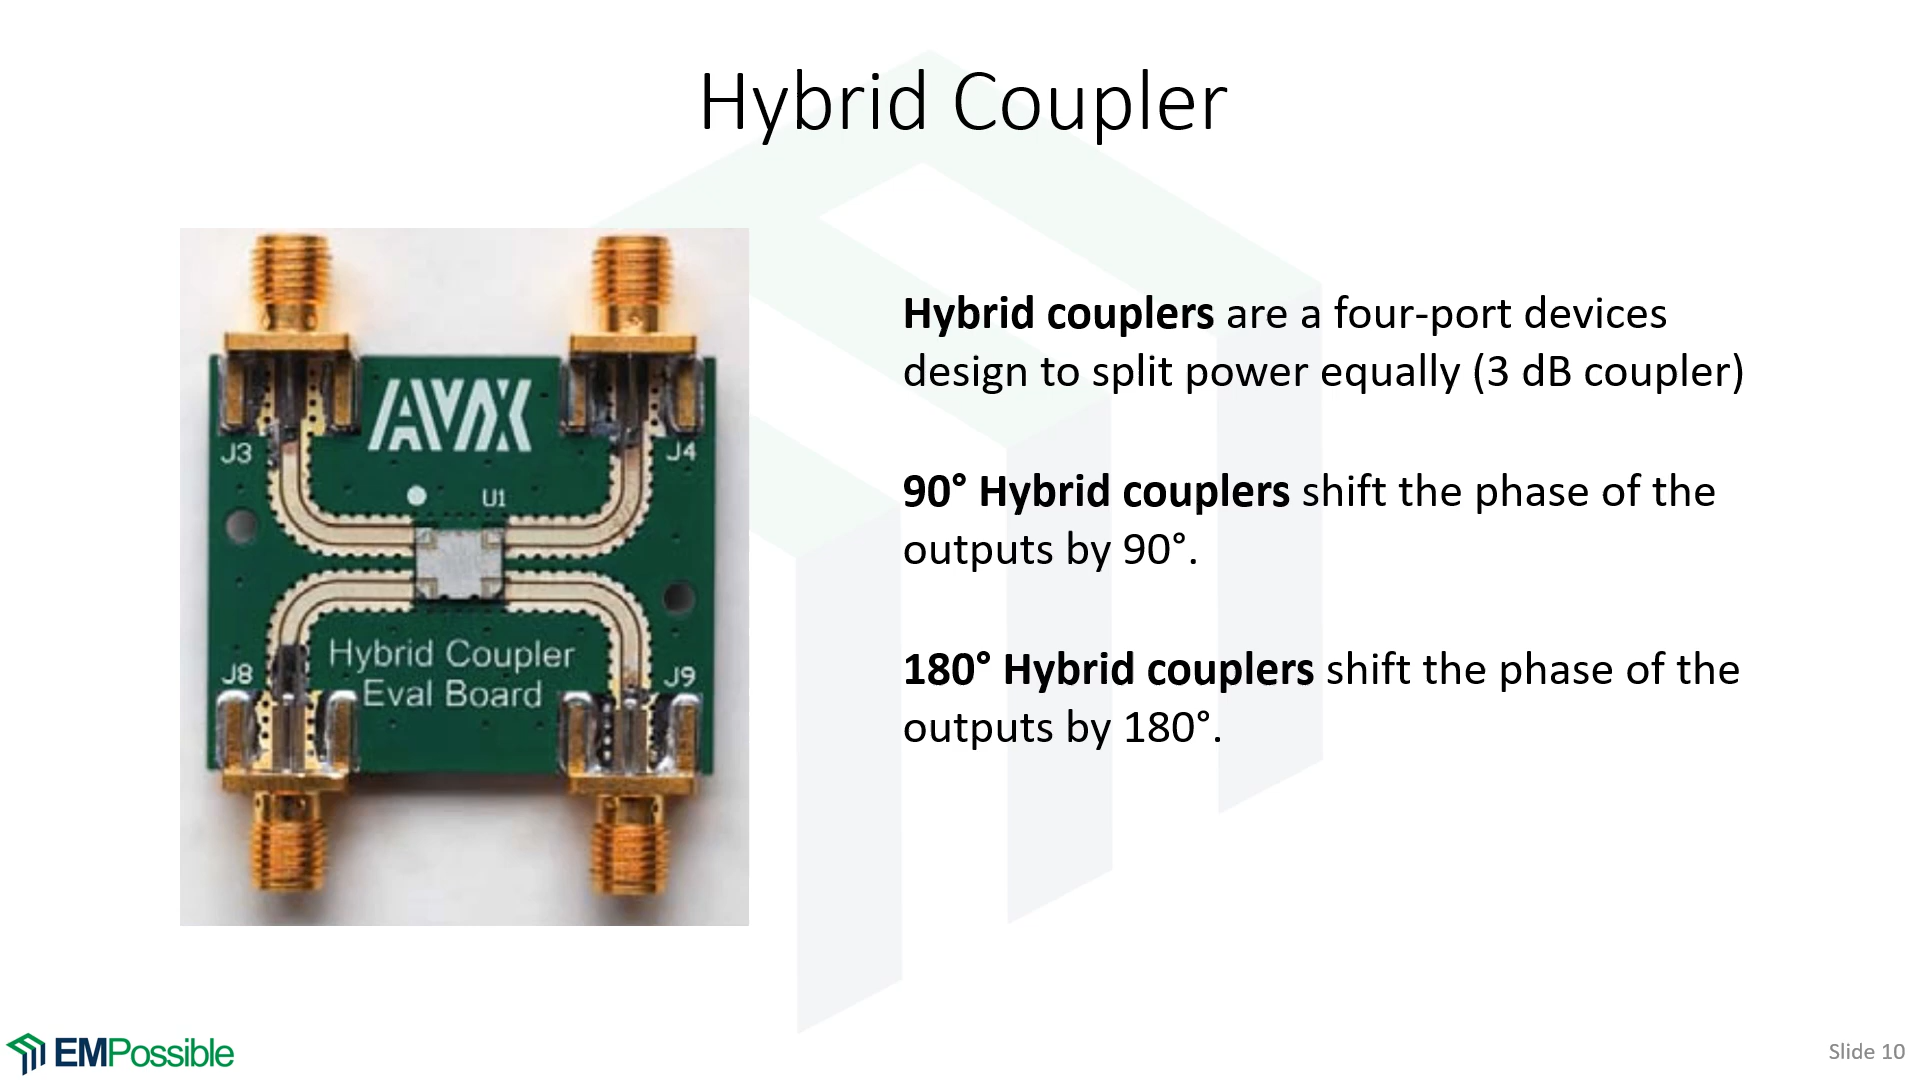 Hybrid Coupler
AVX
J3
J4
U1
Hybrid Coupler
Eval Board
J8
J9
Hybrid couplers are a four-port devices
design to split power equally (3 dB coupler)
90° Hybrid couplers shift the phase of the
outputs by 90°.
180° Hybrid couplers shift the phase of the
outputs by 180°.
EMPossible
Slide 10